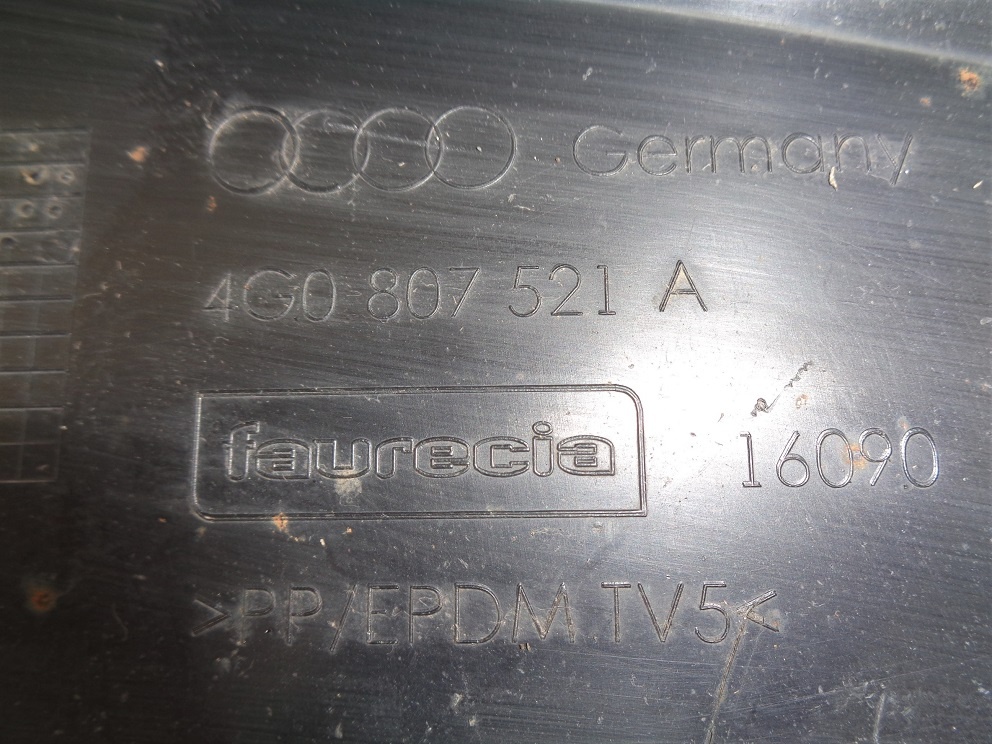 Germany
4G0 807 521 A
faurecia 16090
>PP/EPDM TV5<